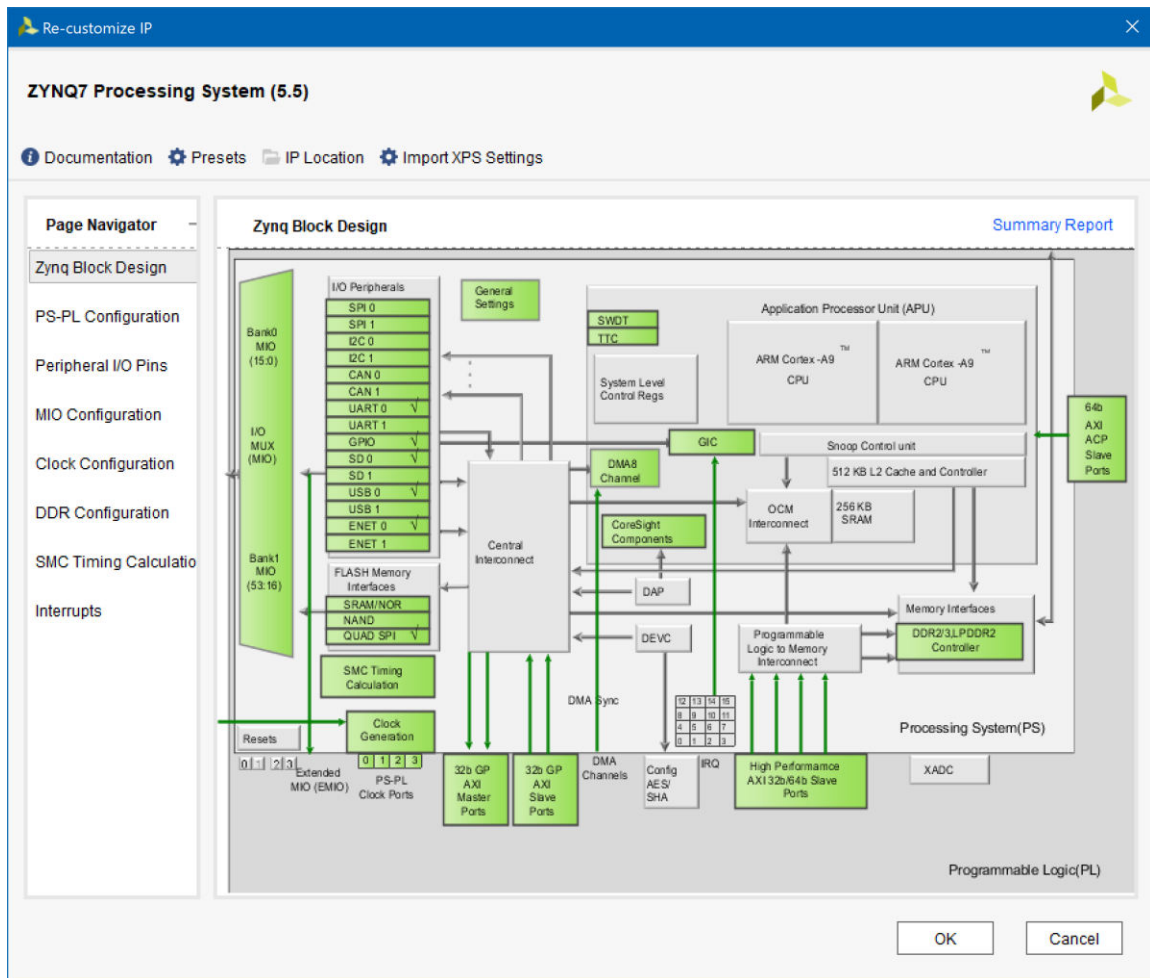 Re-customize IP
ZYNQ7 Processing System (5.5)
Documentation Presets IP Location Import XPS Settings
Page Navigator
Zynq Block Design
PS-PL Configuration
Peripheral I/O Pins
MIO Configuration
Clock Configuration
DDR Configuration
SMC Timing Calculatio
Interrupts
Zynq Block Design
Summary Report
Bank0
MIO
(15:0)
I/O
MUX
(MIO)
Bank1
MIO
(53:16)
I/O Peripherals
SPI 0
SPI 1
I2C 0
I2C 1
CAN 0
CAN 1
UART 0 √
UART 1
GPIO √
SD 0 √
SD 1
USB 0 √
USB 1
ENET 0 √
ENET 1
FLASH Memory
Interfaces
SRAM/NOR
NAND
QUAD SPI √
SMC Timing
Calculation
Clock
Generation
0 1 2 3
PS-PL
Clock Ports
Resets
0 1 2 3
Extended
MIO (EMIO)
General
Settings
Central
Interconnect
32b GP
AXI
Master
Ports
32b GP
AXI
Slave
Ports
Application Processor Unit (APU)
SWDT
TTC
System Level
Control Regs
ARM Cortex -A9 ™
CPU
ARM Cortex -A9 ™
CPU
GIC
Snoop Control unit
512 KB L2 Cache and Controller
DMA8
Channel
OCM
Interconnect
256 KB
SRAM
CoreSight
Components
DAP
DEVC
DMA Sync
DMA
Channels
Config
AES/
SHA
12 13 14 15
8 9 10 11
4 5 6 7
0 1 2 3
IRQ
Programmable
Logic to Memory
Interconnect
Memory Interfaces
DDR2/3,LPDDR2
Controller
64b
AXI
ACP
Slave
Ports
High Performamce
AXI 32b/64b Slave
Ports
Processing System(PS)
XADC
Programmable Logic(PL)
OK
Cancel